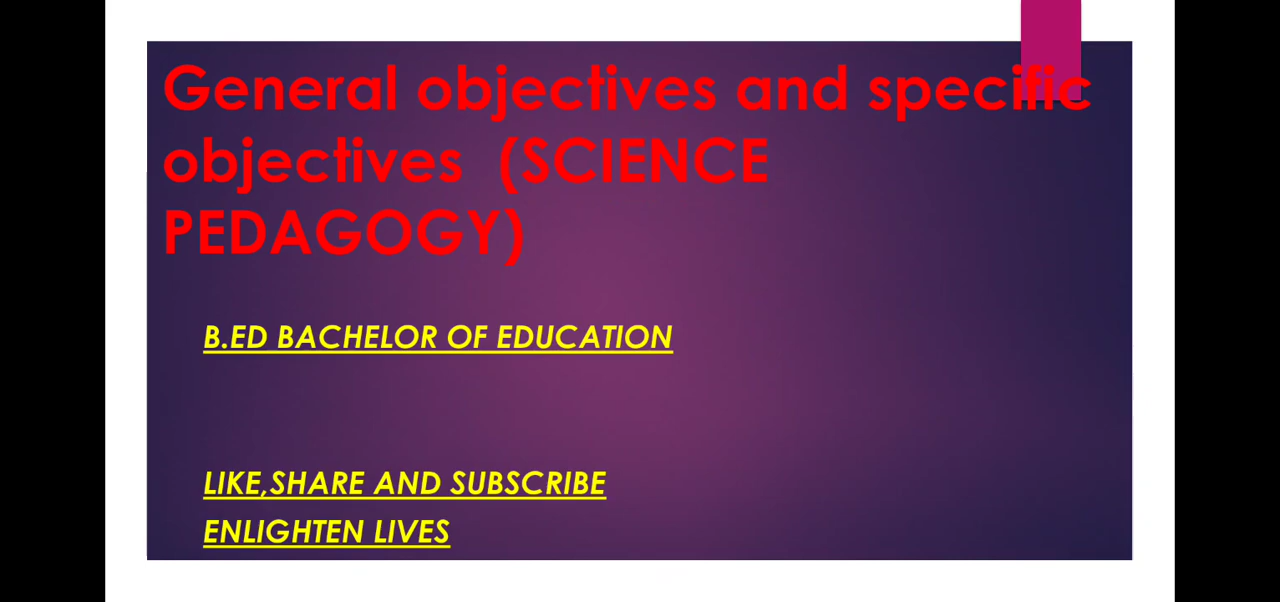 General objectives and specific
objectives (SCIENCE
PEDAGOGY)
B.ED BACHELOR OF EDUCATION
LIKE,SHARE AND SUBSCRIBE
ENLIGHTEN LIVES